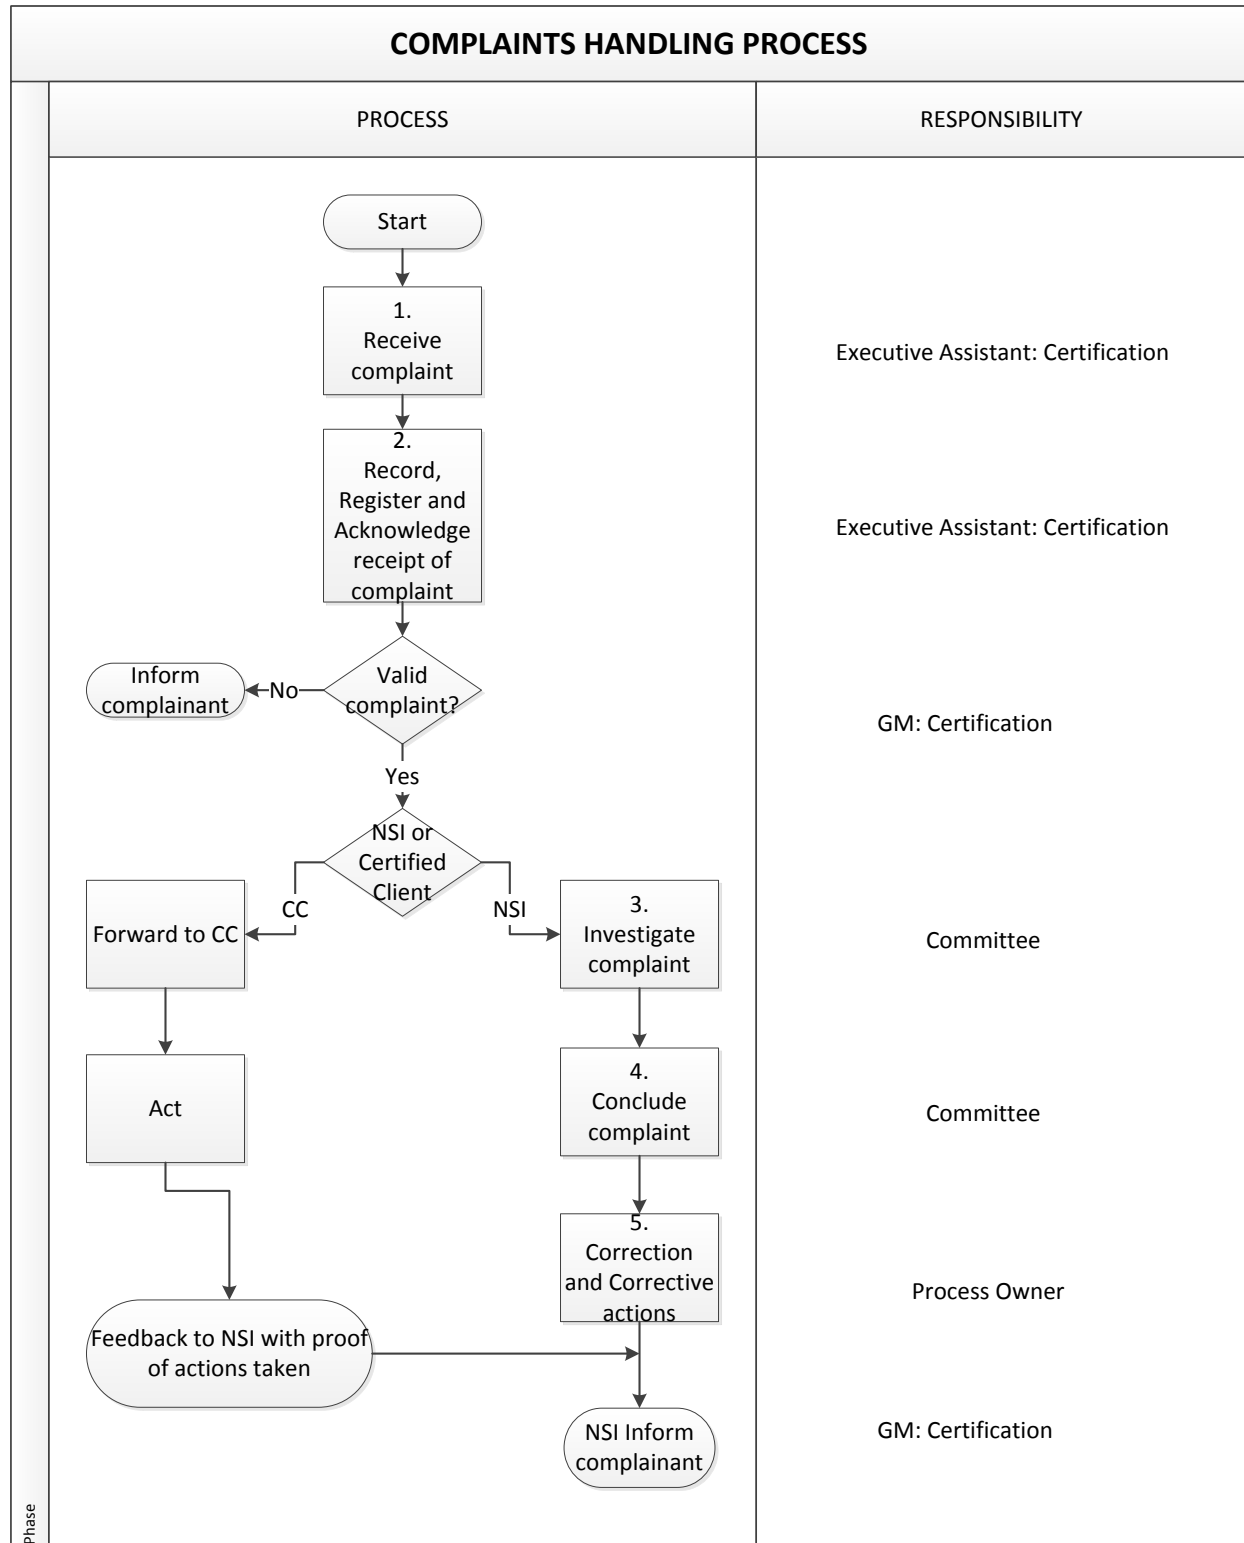 COMPLAINTS HANDLING PROCESS
PROCESS
RESPONSIBILITY
Start
1.
Receive
complaint
Executive Assistant: Certification
2.
Record,
Register and
Acknowledge
receipt of
complaint
Executive Assistant: Certification
Valid
complaint?
No
Inform
complainant
GM: Certification
Yes
NSI or
Certified
Client
CC
NSI
Forward to CC
3.
Investigate
complaint
Committee
Act
4.
Conclude
complaint
Committee
5.
Correction
and Corrective
actions
Process Owner
Feedback to NSI with proof
of actions taken
NSI Inform
complainant
GM: Certification
Phase